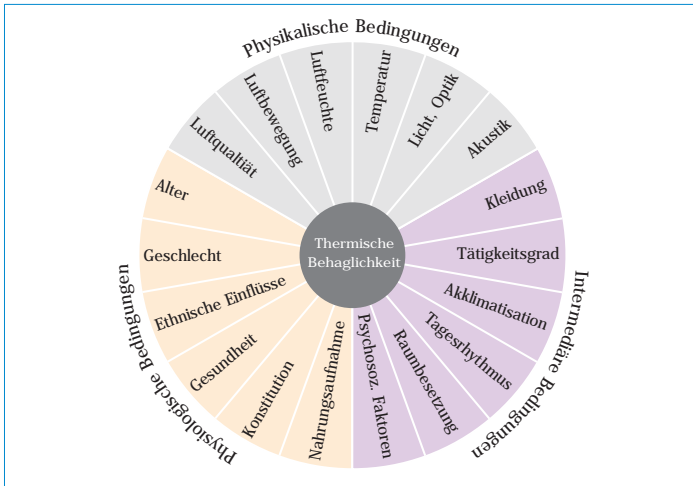 Physikalische Bedingungen
Luftqualtiät
Luftbewegung
Luftfeuchte
Temperatur
Licht, Optik
Akustik
Kleidung
Tätigkeitsgrad
Akklimatisation
Tagesrhythmus
Raumbesetzung
Psychosoz. Faktoren
Intermediäre Bedingungen
Nahrungsaufnahme
Konstitution
Gesundheit
Ethnische Einflüsse
Geschlecht
Alter
Physiologische Bedingungen
Thermische
Behaglichkeit